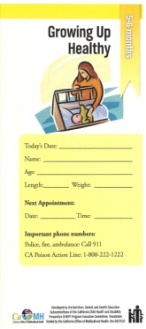 Growing Up
Healthy
5-6 months
Today's Date:
Name:
Age:
Length: Weight:
Next Appointment:
Date: Time:
Important phone numbers:
Police, fire, ambulance: Call 911
CA Poison Action Line: 1-800-222-1222